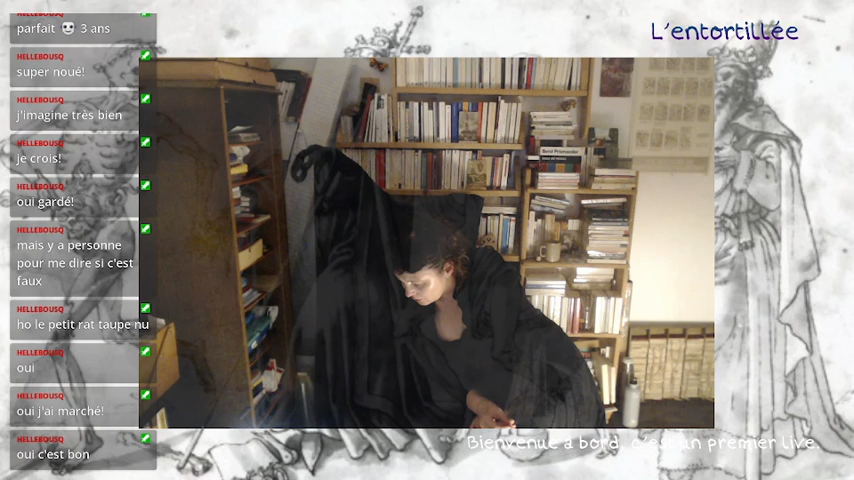 L'entortillée
HELLEBOUSQ
parfait 💀 3 ans
HELLEBOUSQ
super noué!
HELLEBOUSQ
j'imagine très bien
HELLEBOUSQ
je crois!
HELLEBOUSQ
oui gardé!
HELLEBOUSQ
mais y a personne
pour me dire si c'est
faux
HELLEBOUSQ
ho le petit rat taupe nu
HELLEBOUSQ
oui
HELLEBOUSQ
oui j'ai marché!
HELLEBOUSQ
oui c'est bon
Bienvenue à bord, c'est un premier live.